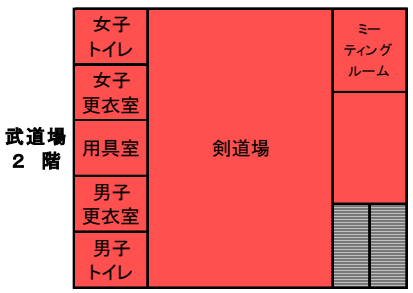 女子
トイレ
女子
更衣室
用具室
男子
更衣室
男子
トイレ
武道場
2 階
剣道場
ミー
ティング
ルーム